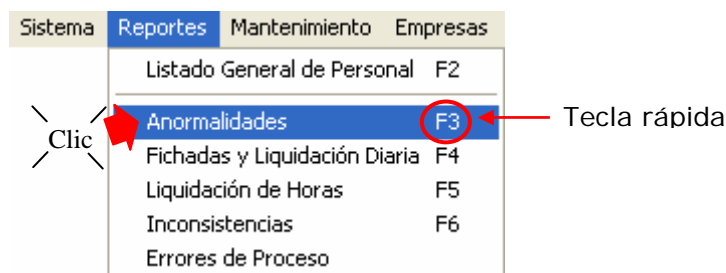 Sistema Reportes Mantenimiento Empresas
Listado General de Personal F2
Anormalidades F3
Tecla rápida
Clic
Fichadas y Liquidación Diaria F4
Liquidación de Horas F5
Inconsistencias F6
Errores de Proceso